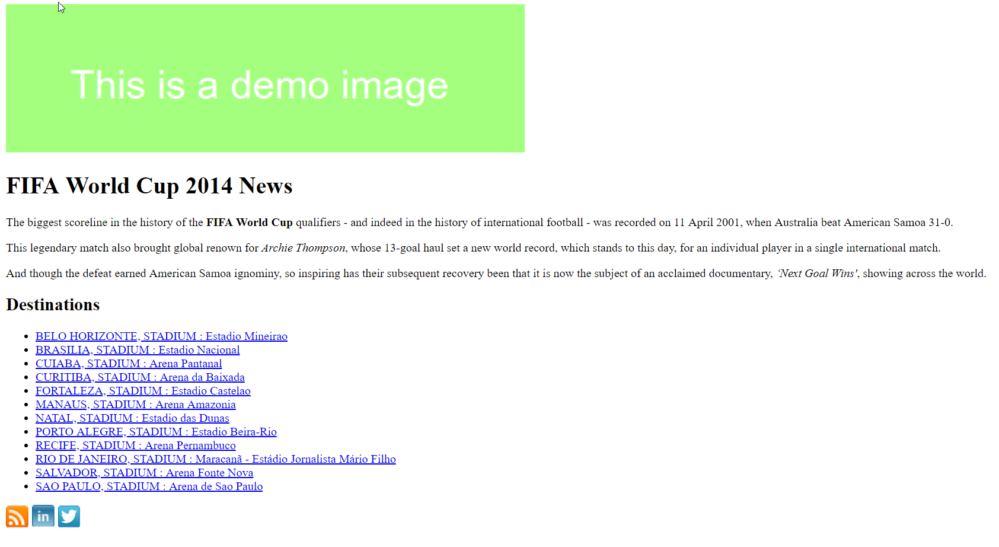 This is a demo image
FIFA World Cup 2014 News
The biggest scoreline in the history of the FIFA World Cup qualifiers - and indeed in the history of international football - was recorded on 11 April 2001, when Australia beat American Samoa 31-0.
This legendary match also brought global renown for Archie Thompson, whose 13-goal haul set a new world record, which stands to this day, for an individual player in a single international match.
And though the defeat earned American Samoa ignominy, so inspiring has their subsequent recovery been that it is now the subject of an acclaimed documentary, ‘Next Goal Wins', showing across the world.
Destinations
BELO HORIZONTE, STADIUM : Estadio Mineirao
BRASILIA, STADIUM : Estadio Nacional
CUIABA, STADIUM : Arena Pantanal
CURITIBA, STADIUM : Arena da Baixada
FORTALEZA, STADIUM : Estadio Castelao
MANAUS, STADIUM : Arena Amazonia
NATAL, STADIUM : Estadio das Dunas
PORTO ALEGRE, STADIUM : Estadio Beira-Rio
RECIFE, STADIUM : Arena Pernambuco
RIO DE JANEIRO, STADIUM : Maracanã - Estádio Jornalista Mário Filho
SALVADOR, STADIUM : Arena Fonte Nova
SAO PAULO, STADIUM : Arena de Sao Paulo
in